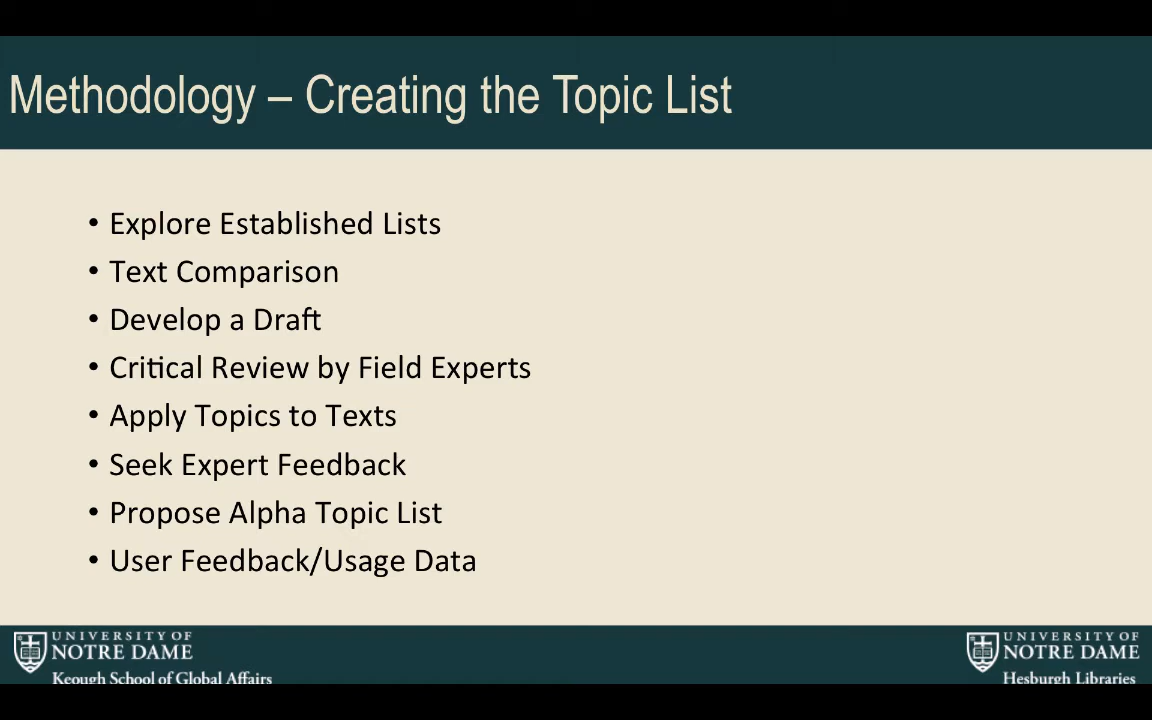 Methodology – Creating the Topic List
• Explore Established Lists
• Text Comparison
• Develop a Draft
• Critical Review by Field Experts
• Apply Topics to Texts
• Seek Expert Feedback
• Propose Alpha Topic List
• User Feedback/Usage Data
UNIVERSITY OF
NOTRE DAME
Keough School of Global Affairs
UNIVERSITY OF
NOTRE DAME
Hesburgh Libraries